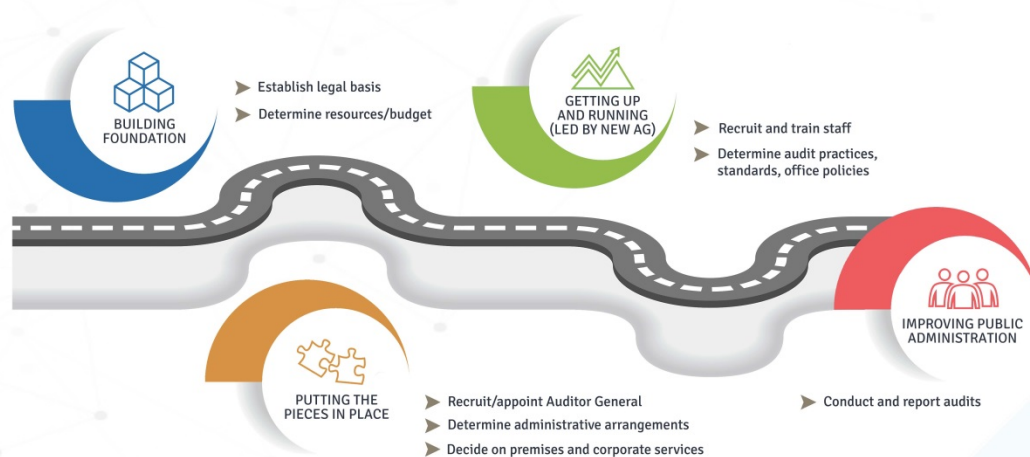 BUILDING
FOUNDATION
Establish legal basis
Determine resources/budget
GETTING UP
AND RUNNING
(LED BY NEW AG)
Recruit and train staff
Determine audit practices,
standards, office policies
PUTTING THE
PIECES IN PLACE
Recruit/appoint Auditor General
Determine administrative arrangements
Decide on premises and corporate services
IMPROVING PUBLIC
ADMINISTRATION
Conduct and report audits